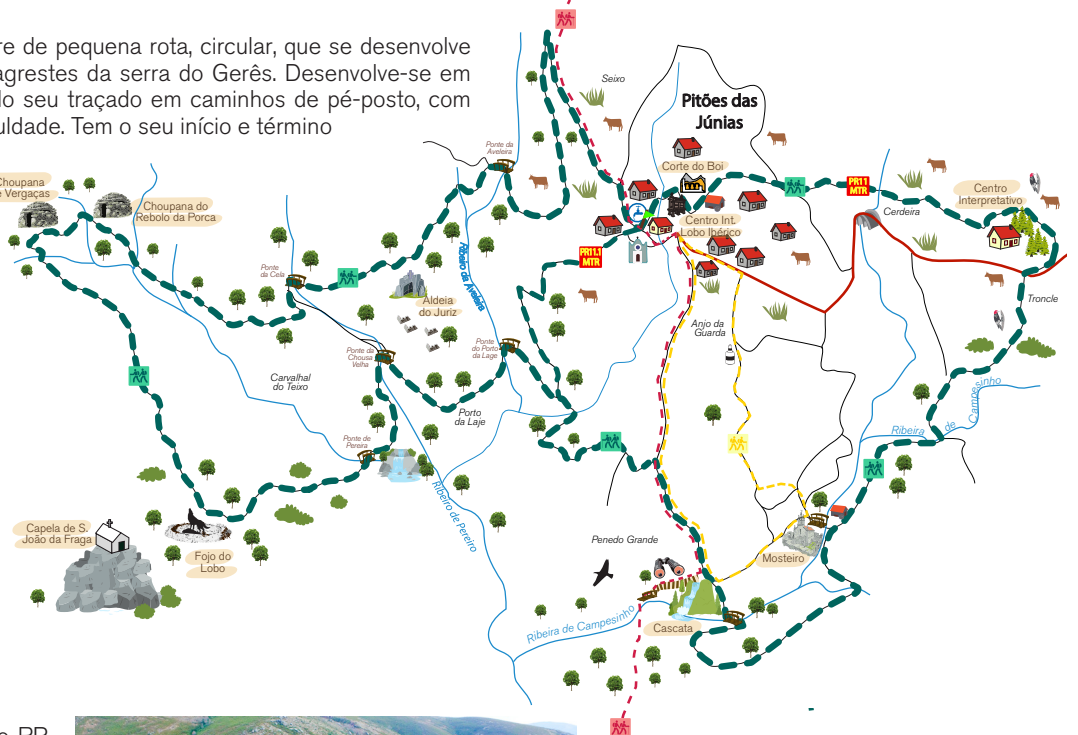 re de pequena rota, circular, que se desenvolve
agrestes da serra do Gerês. Desenvolve-se em
lo seu traçado em caminhos de pé-posto, com
uldade. Tem o seu início e término
Seixo
Pitões das
Júnias
Ponte da
Aveleira
Corte do Boi
PR11
MTR
Choupana
e Vergaças
Choupana do
Rebolo da Porca
Cerdeira
Centro
Interpretativo
Centro Int.
Lobo Ibérico
PR11.1
MTR
Ribeiro da Aveleira
Ponte
da Cela
Aldeia
do Juriz
Troncle
Anjo da
Guarda
Ponte da
Chousa
Velha
Ponte
do Porto
da Lage
Carvalhal
do Teixo
Porto
da Laje
Ribeira de Campesinho
Ponte de
Pereira
Ribeiro de Pereiro
Capela de S.
João da Fraga
Fojo do
Lobo
Penedo Grande
Mosteiro
Ribeira de Campesinho
Cascata
PR